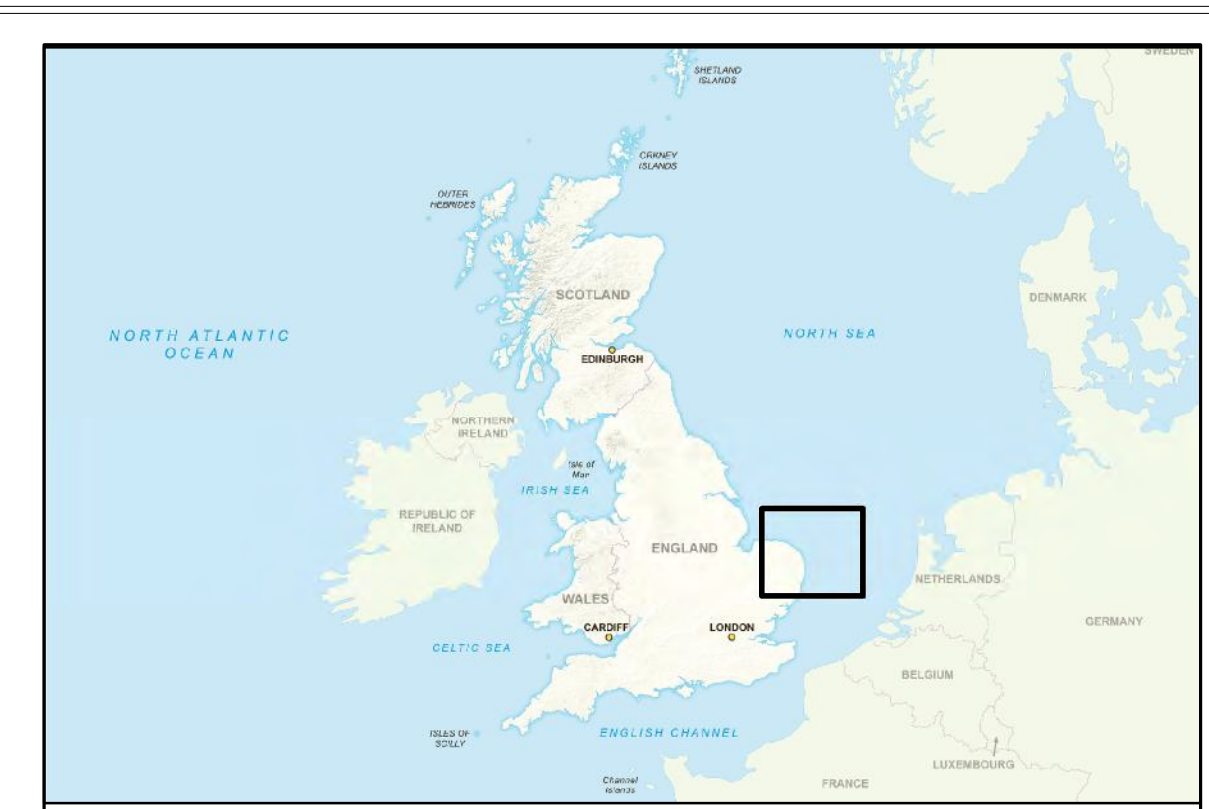 SWEDEN
SHETLAND
ISLANDS
ORKNEY
ISLANDS
OUTER
HEBRIDES
SCOTLAND
DENMARK
NORTH ATLANTIC
OCEAN
NORTH SEA
EDINBURGH
NORTHERN
IRELAND
Isle of
Man
IRISH SEA
REPUBLIC OF
IRELAND
ENGLAND
NETHERLANDS
WALES
CARDIFF
LONDON
GERMANY
CELTIC SEA
BELGIUM
ISLES OF
SCILLY
ENGLISH CHANNEL
LUXEMBOURG
Channel
Islands
FRANCE